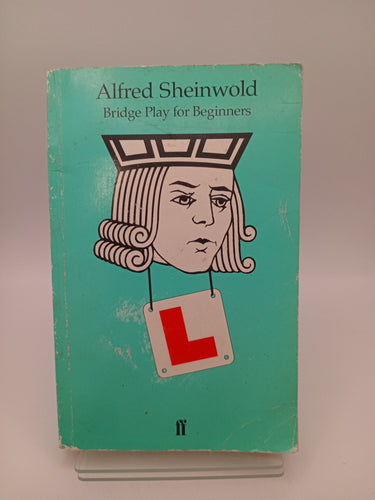 Alfred Sheinwold
Bridge Play for Beginners
L
ff